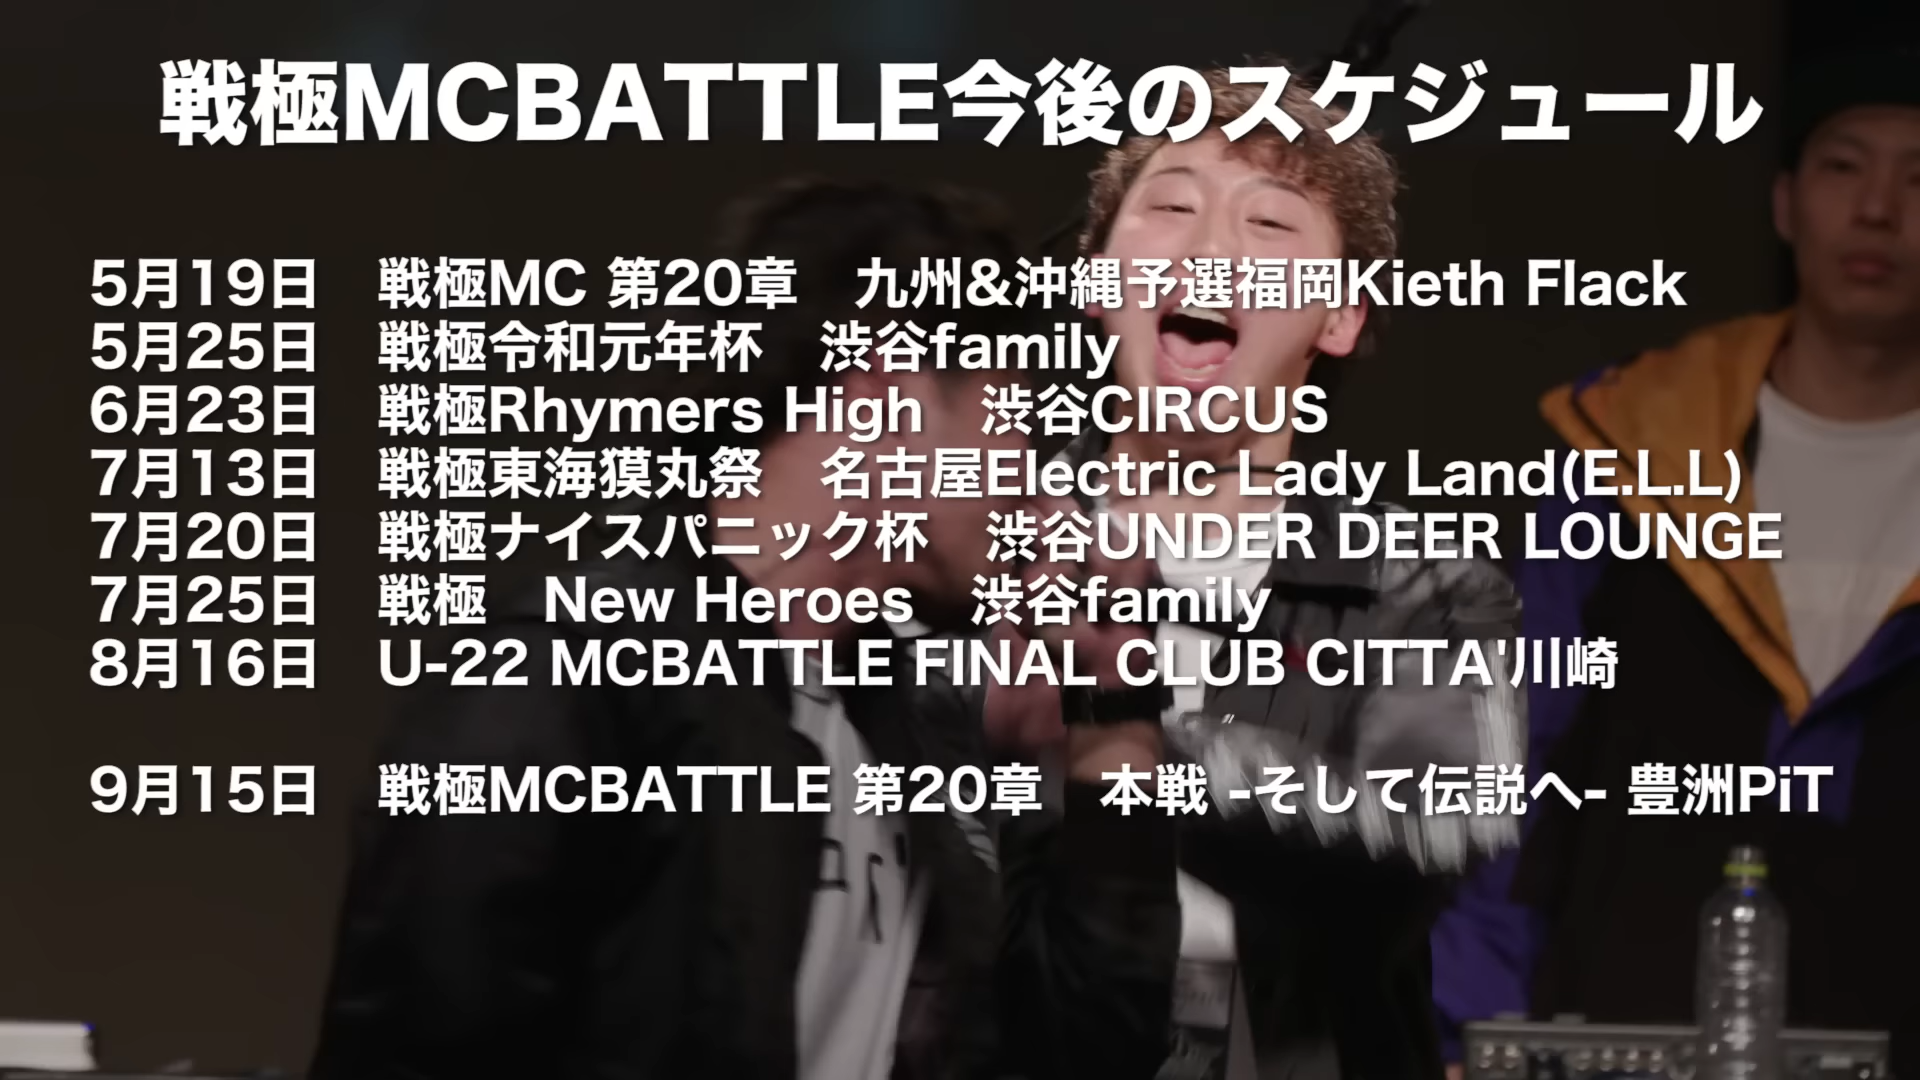 戦極MCBATTLE今後のスケジュール
5月19日　戦極MC 第20章　九州&沖縄予選福岡Kieth Flack
5月25日　戦極令和元年杯　渋谷family
6月23日　戦極Rhymers High　渋谷CIRCUS
7月13日　戦極東海獏丸祭　名古屋Electric Lady Land(E.L.L)
7月20日　戦極ナイスパニック杯　渋谷UNDER DEER LOUNGE
7月25日　戦極　New Heroes　渋谷family
8月16日　U-22 MCBATTLE FINAL CLUB CITTA'川崎
9月15日　戦極MCBATTLE 第20章　本戦 -そして伝説へ- 豊洲PiT